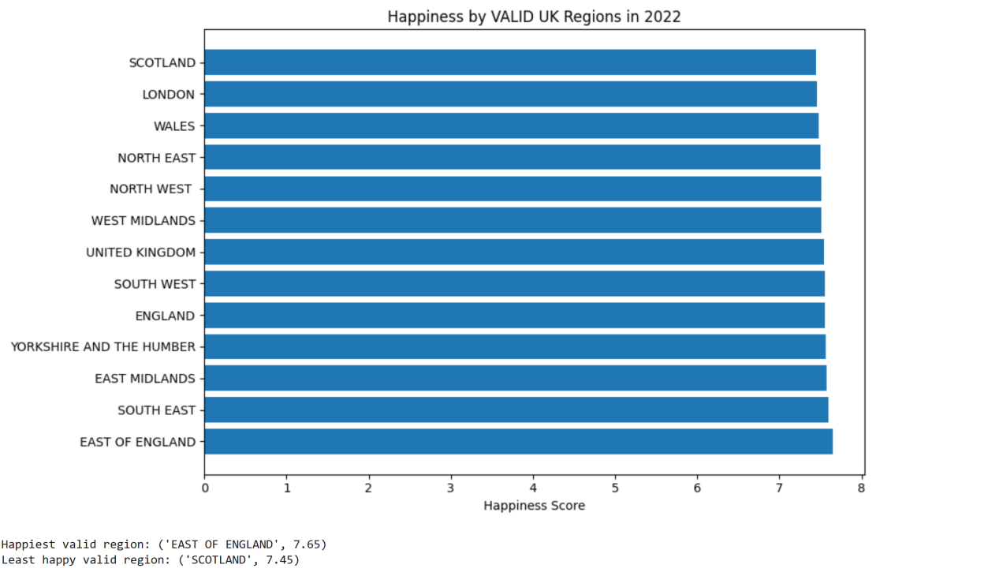 Happiness by VALID UK Regions in 2022
SCOTLAND
LONDON
WALES
NORTH EAST
NORTH WEST
WEST MIDLANDS
UNITED KINGDOM
SOUTH WEST
ENGLAND
YORKSHIRE AND THE HUMBER
EAST MIDLANDS
SOUTH EAST
EAST OF ENGLAND
0 1 2 3 4 5 6 7 8
Happiness Score
Happiest valid region: ('EAST OF ENGLAND', 7.65)
Least happy valid region: ('SCOTLAND', 7.45)